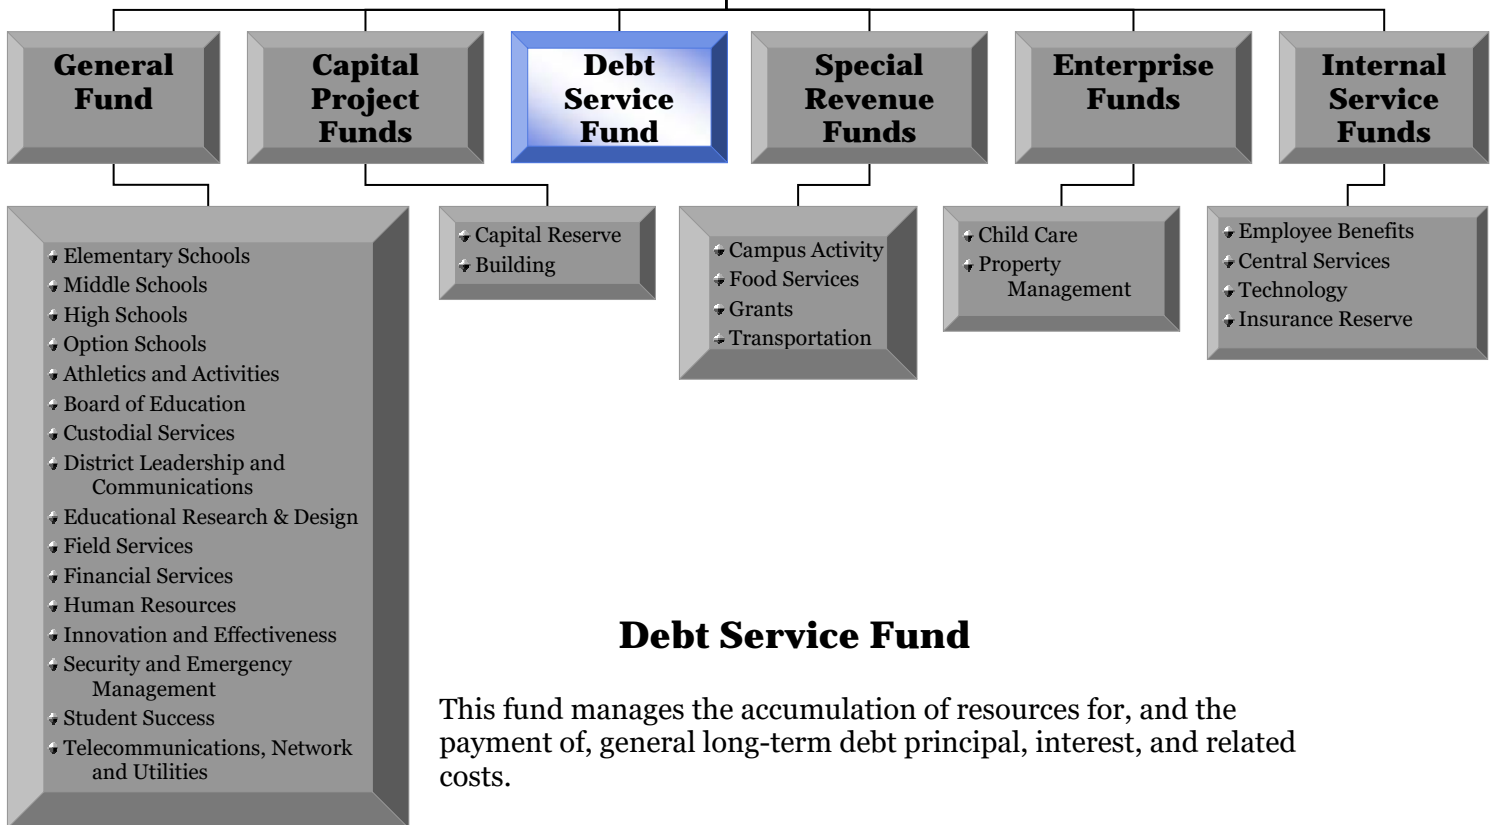 General
Fund
Capital
Project
Funds
Debt
Service
Fund
Special
Revenue
Funds
Enterprise
Funds
Internal
Service
Funds
Elementary Schools
Middle Schools
High Schools
Option Schools
Athletics and Activities
Board of Education
Custodial Services
District Leadership and
Communications
Educational Research & Design
Field Services
Financial Services
Human Resources
Innovation and Effectiveness
Security and Emergency
Management
Student Success
Telecommunications, Network
and Utilities
Capital Reserve
Building
Campus Activity
Food Services
Grants
Transportation
Child Care
Property
Management
Employee Benefits
Central Services
Technology
Insurance Reserve
Debt Service Fund
This fund manages the accumulation of resources for, and the
payment of, general long-term debt principal, interest, and related
costs.